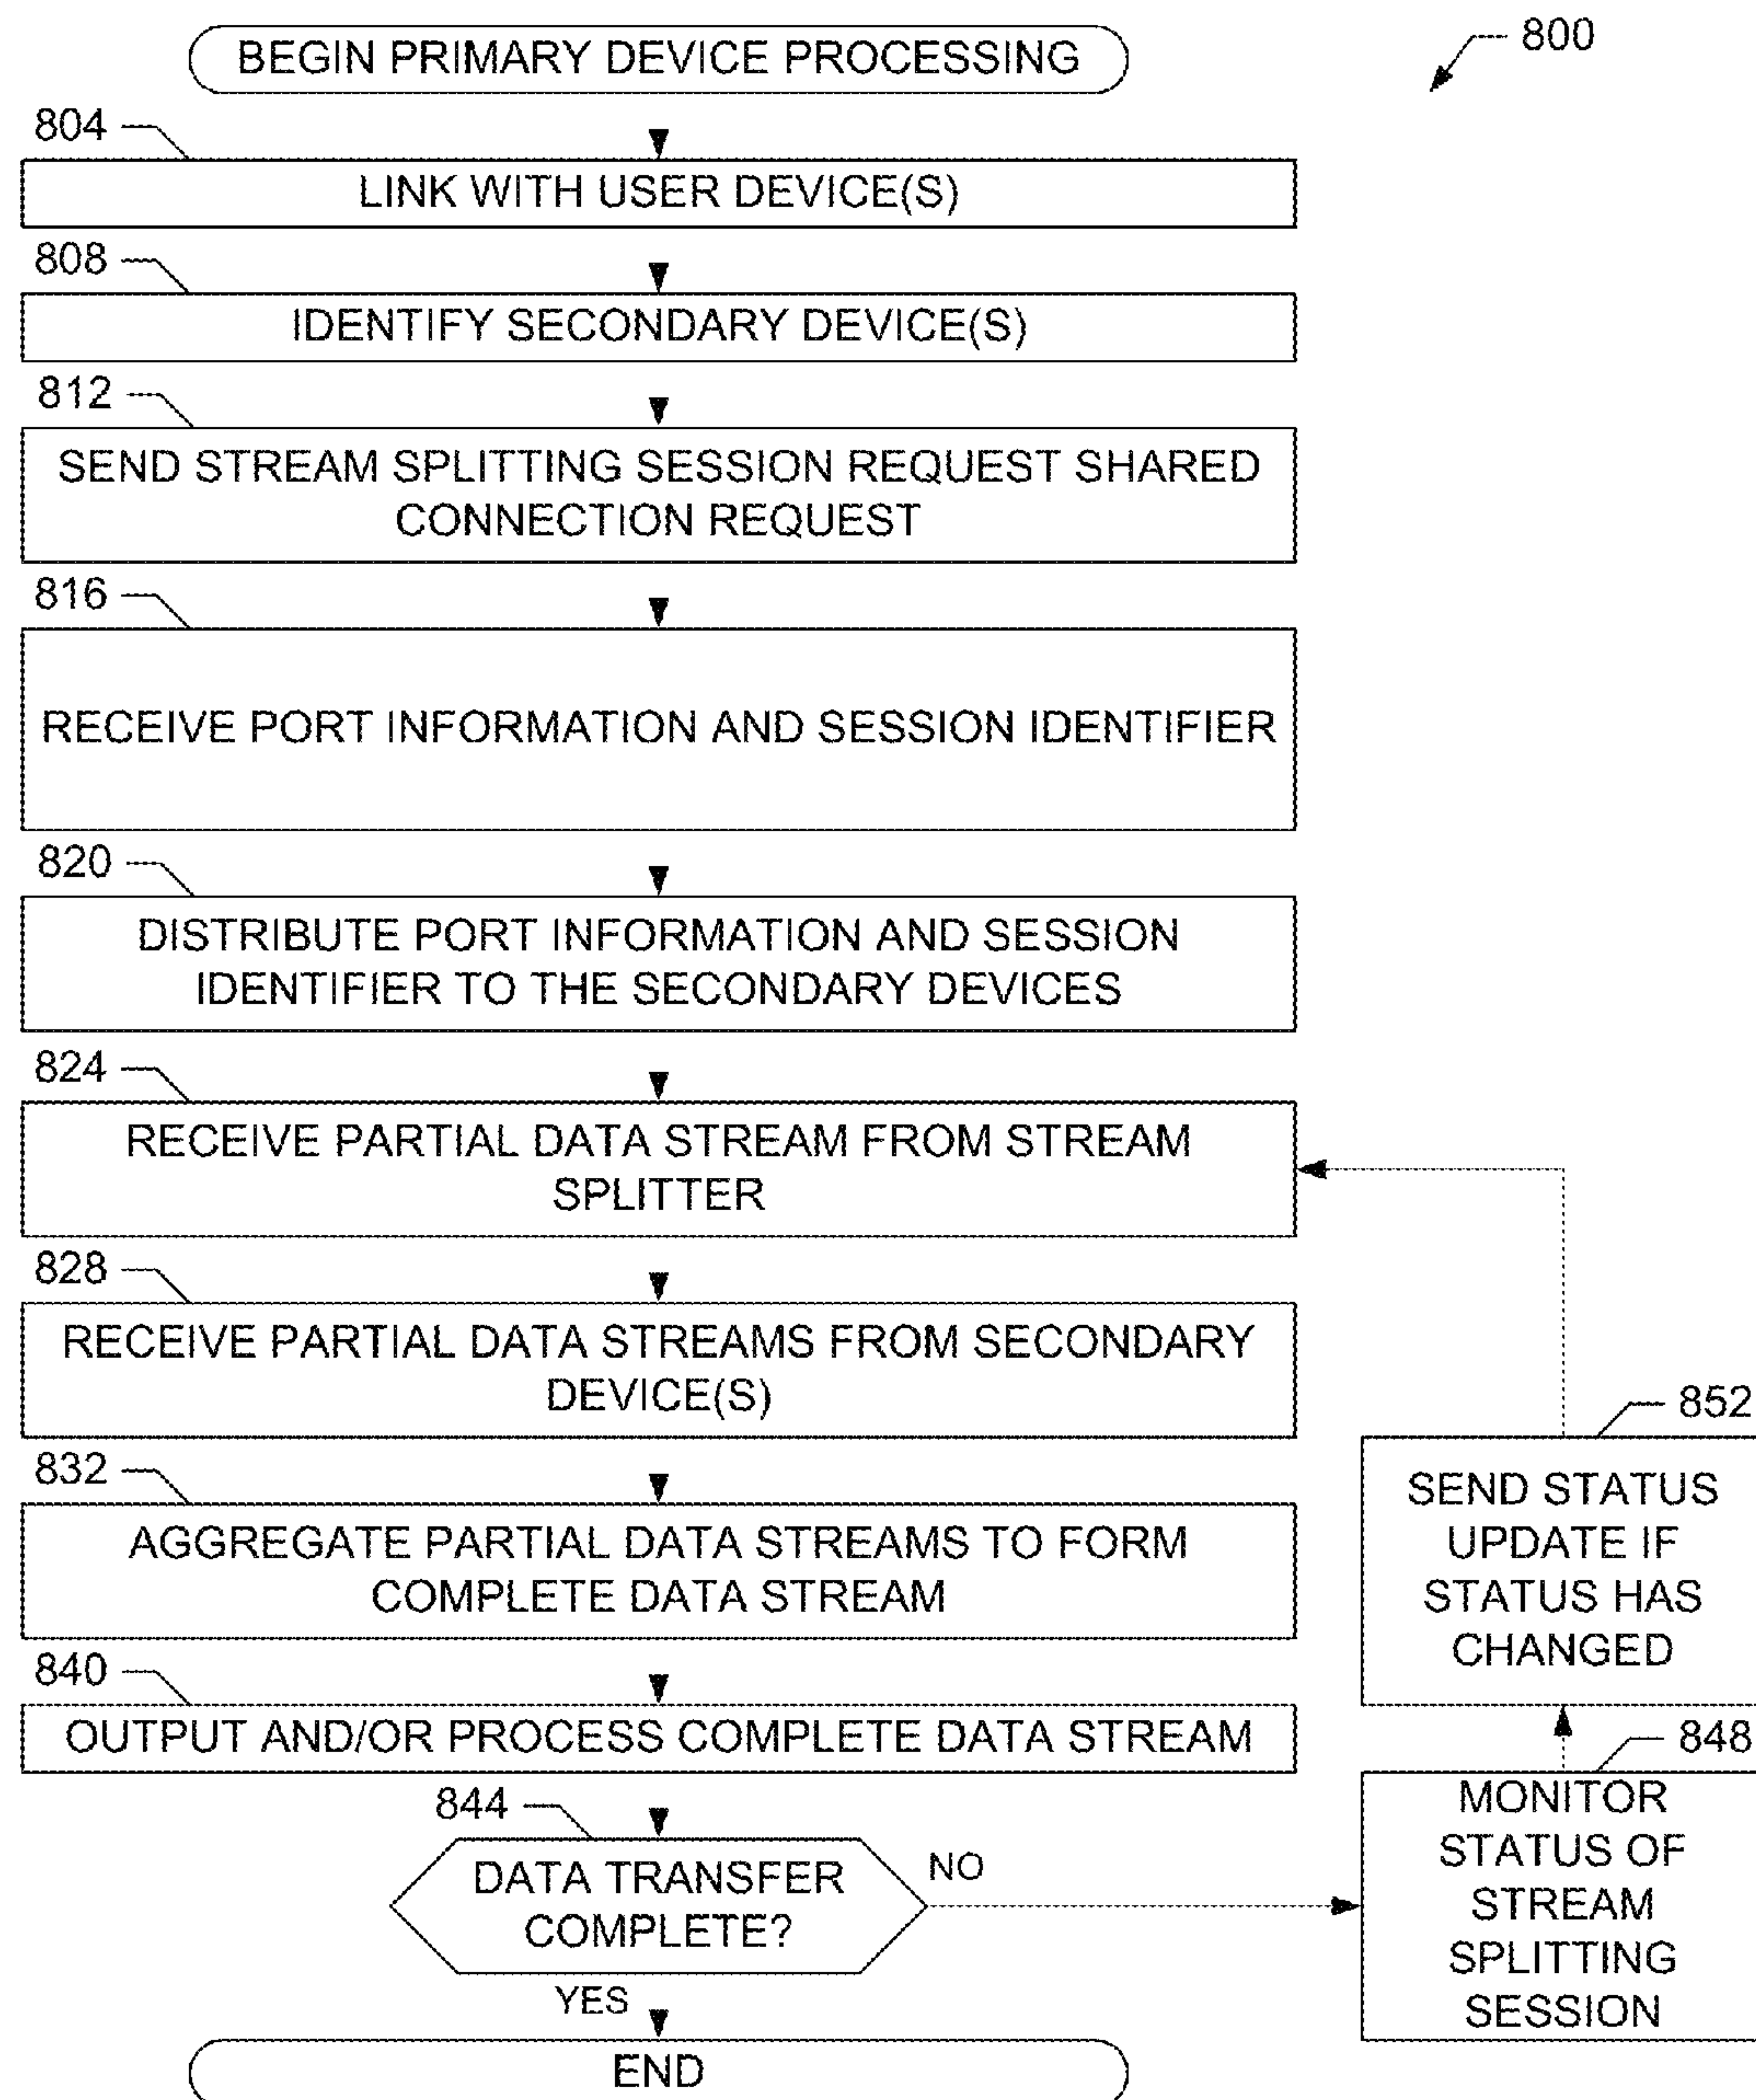 BEGIN PRIMARY DEVICE PROCESSING
800
804
LINK WITH USER DEVICE(S)
808
IDENTIFY SECONDARY DEVICE(S)
812
SEND STREAM SPLITTING SESSION REQUEST SHARED
CONNECTION REQUEST
816
RECEIVE PORT INFORMATION AND SESSION IDENTIFIER
820
DISTRIBUTE PORT INFORMATION AND SESSION
IDENTIFIER TO THE SECONDARY DEVICES
824
RECEIVE PARTIAL DATA STREAM FROM STREAM
SPLITTER
828
RECEIVE PARTIAL DATA STREAMS FROM SECONDARY
DEVICE(S)
832
AGGREGATE PARTIAL DATA STREAMS TO FORM
COMPLETE DATA STREAM
840
OUTPUT AND/OR PROCESS COMPLETE DATA STREAM
844
DATA TRANSFER
COMPLETE?
NO
YES
END
852
SEND STATUS
UPDATE IF
STATUS HAS
CHANGED
848
MONITOR
STATUS OF
STREAM
SPLITTING
SESSION